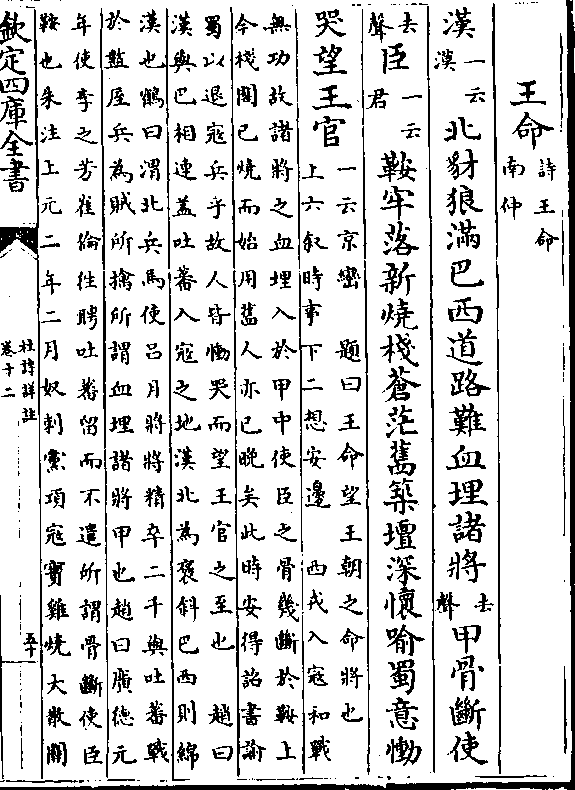 王命 詩王命南仲
漢 一云漢 北豺狼滿巴西道路難血埋諸將 去聲 甲骨斷使
去聲 臣 一云君 鞍牢落新燒棧蒼茫舊築壇深懷喻蜀意慟
哭望王官 一云京巒 題曰王命望王朝之命將也
上六叙時事下二想安邊 西戎入寇和戰
無功故諸將之血埋入於甲中使臣之骨幾斷於鞍上
今棧閣已燒而始用舊人亦已晚矣此時安得詔書諭
蜀以退寇兵乎故人皆慟哭而望王官之至也 趙曰
漢與巴相連蓋吐蕃入寇之地漢北為褒斜巴西則綿
漢也鶴曰渭北兵馬使吕月將將精卒二千與吐蕃戰
於盩厔兵為賊所擒所謂血埋諸將甲也趙曰廣德元
年使李之芳崔倫往聘吐蕃留而不遣所謂骨斷使臣
鞍也朱注上元二年二月奴剌黨項寇寳雞燒大散關
欽定四庫全書
杜詩詳註
卷十二
五十